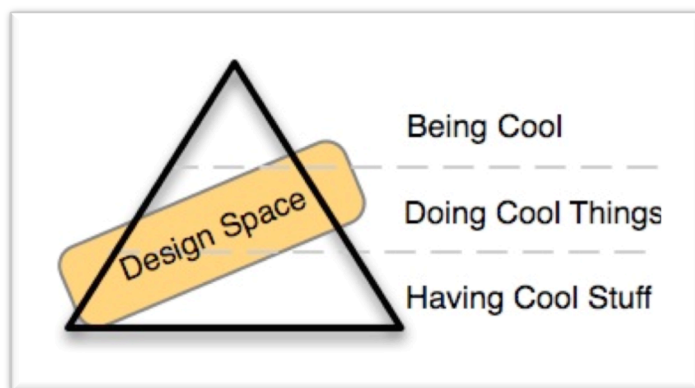 Being Cool
Design Space
Doing Cool Things
Having Cool Stuff